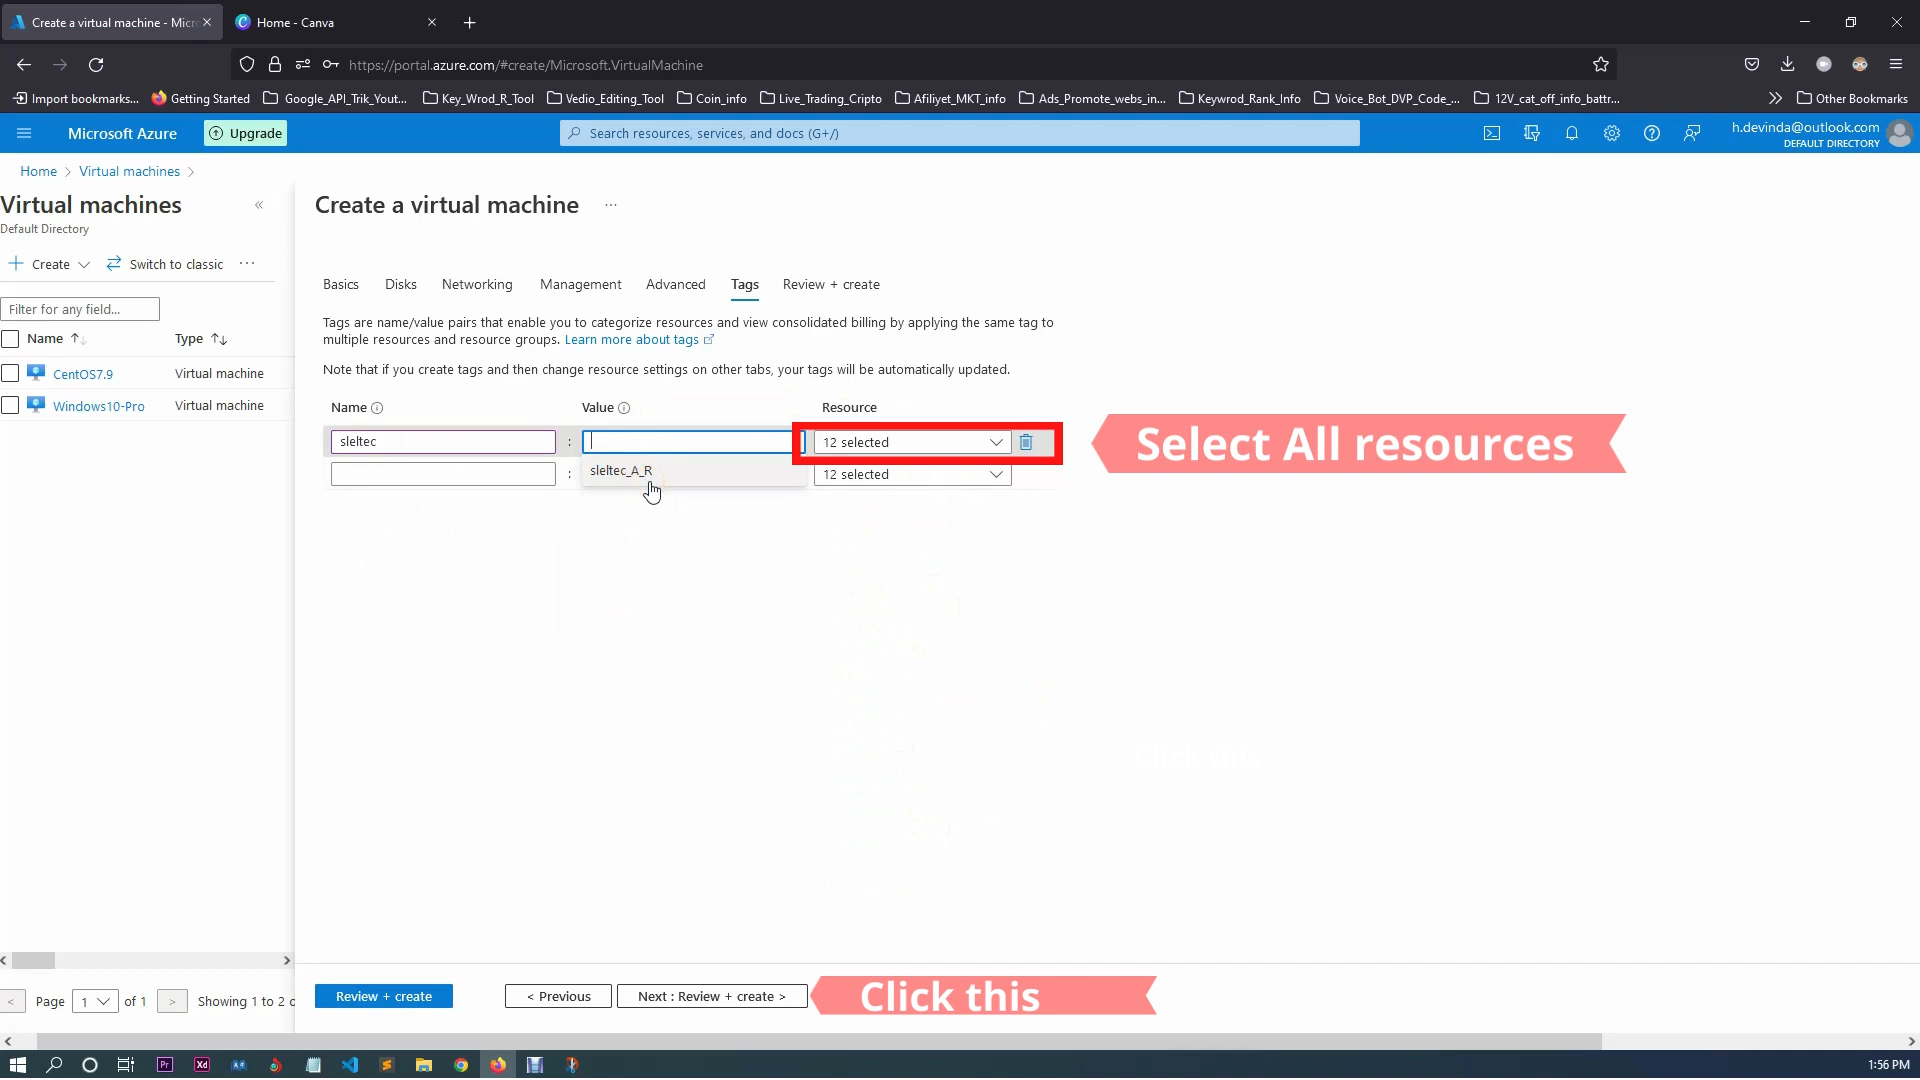 Create a virtual machine - Micro
Home - Canva
https://portal.azure.com/#create/Microsoft.VirtualMachine
Import bookmarks...
Getting Started
Google_API_Trik_Yout...
Key_Wrod_R_Tool
Vedio_Editing_Tool
Coin_info
Live_Trading_Cripto
Afiliyet_MKT_info
Ads_Promote_webs_in...
Keywrod_Rank_Info
Voice_Bot_DVP_Code_...
12V_cat_off_info_battr...
Other Bookmarks
Microsoft Azure
Upgrade
Search resources, services, and docs (G+/)
h.devinda@outlook.com
DEFAULT DIRECTORY
Home > Virtual machines >
Virtual machines
Default Directory
Create
Switch to classic
Filter for any field...
Name
Type
CentOS7.9
Virtual machine
Windows10-Pro
Virtual machine
Create a virtual machine
Basics
Disks
Networking
Management
Advanced
Tags
Review + create
Tags are name/value pairs that enable you to categorize resources and view consolidated billing by applying the same tag to
multiple resources and resource groups. Learn more about tags
Note that if you create tags and then change resource settings on other tabs, your tags will be automatically updated.
Name
Value
Resource
sleltec
:
12 selected
Select All resources
sleltec_A_R
:
12 selected
Click this
Page 1 of 1
Showing 1 to 2 o
Review + create
< Previous
Next : Review + create >
Click this
Pr
Xd
1:56 PM